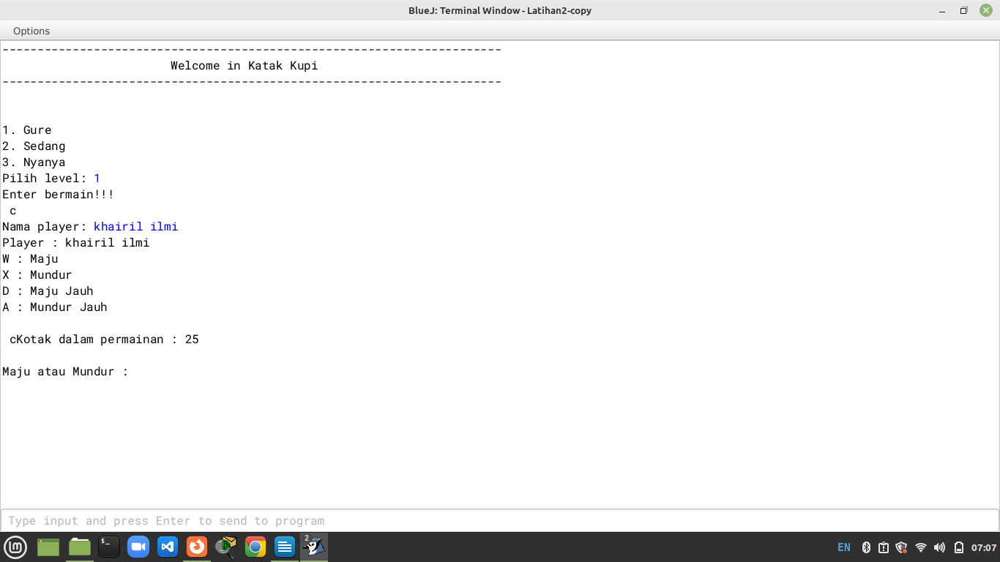 BlueJ: Terminal Window - Latihan2-copy
Options
-----------------------------------------------------------------------
Welcome in Katak Kupi
-----------------------------------------------------------------------
1. Gure
2. Sedang
3. Nyanya
Pilih level: 1
Enter bermain!!!
c
Nama player: khairil ilmi
Player : khairil ilmi
W : Maju
X : Mundur
D : Maju Jauh
A : Mundur Jauh
cKotak dalam permainan : 25
Maju atau Mundur :
Type input and press Enter to send to program
$_
2
EN
07:07